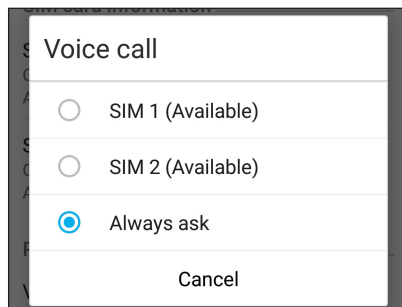 Voice call
SIM 1 (Available)
SIM 2 (Available)
Always ask
Cancel